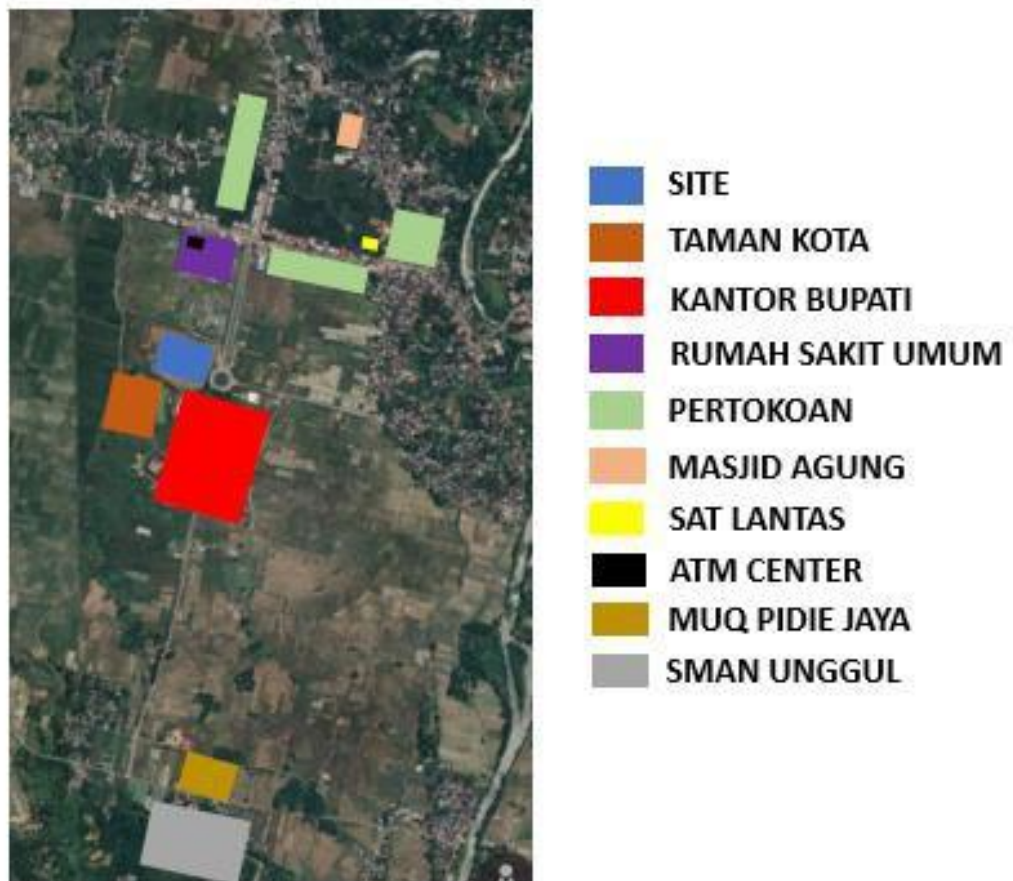 SITE
TAMAN KOTA
KANTOR BUPATI
RUMAH SAKIT UMUM
PERTOKOAN
MASJID AGUNG
SAT LANTAS
ATM CENTER
MUQ PIDIE JAYA
SMAN UNGGUL